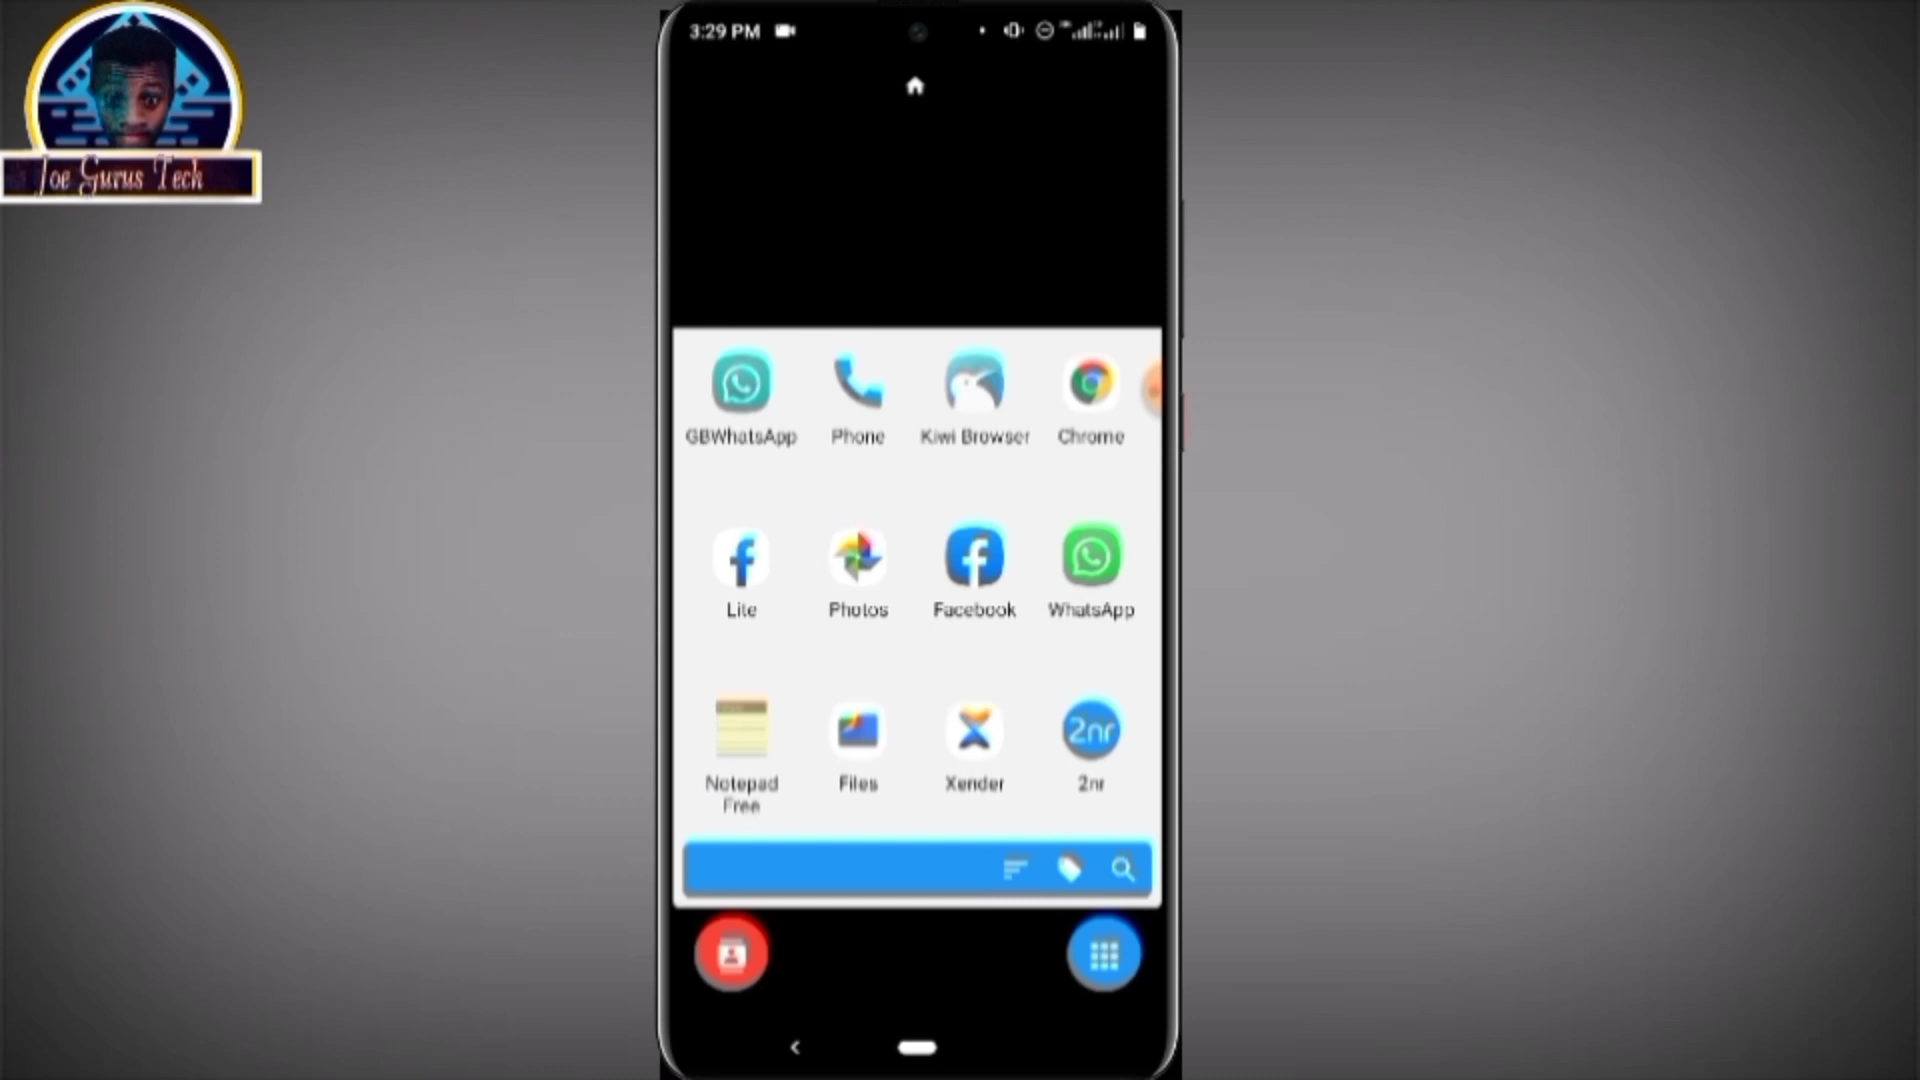 3:29 PM
Joe Gurus Tech
GBWhatsApp
Phone
Kiwi Browser
Chrome
Lite
Photos
Facebook
WhatsApp
2nr
Notepad
Free
Files
Xender
2nr